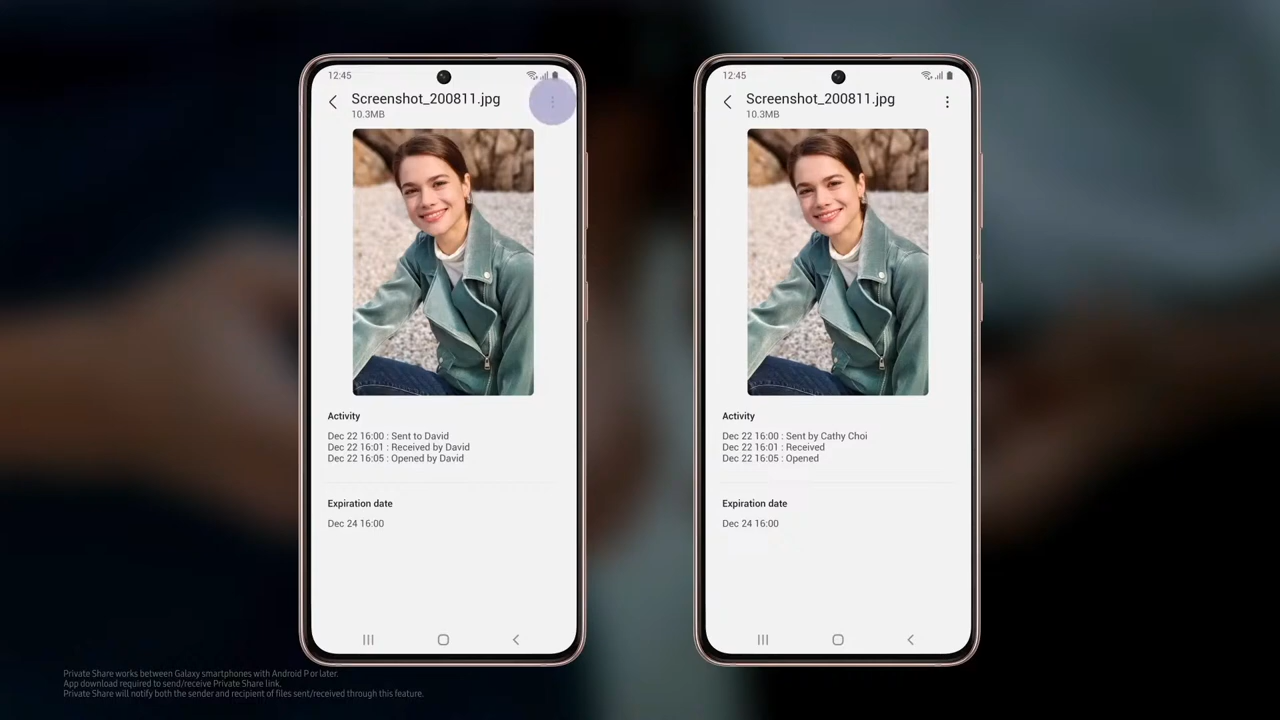 12:45
Screenshot_200811.jpg
10.3MB
Activity
Dec 22 16:00 : Sent to David
Dec 22 16:01 : Received by David
Dec 22 16:05 : Opened by David
Expiration date
Dec 24 16:00
12:45
Screenshot_200811.jpg
10.3MB
Activity
Dec 22 16:00 : Sent by Cathy Choi
Dec 22 16:01 : Received
Dec 22 16:05 : Opened
Expiration date
Dec 24 16:00
Private Share works between Galaxy smartphones with Android P or later.
App download required to send/receive Private Share link.
Private Share will notify both the sender and recipient of files sent/received through this feature.